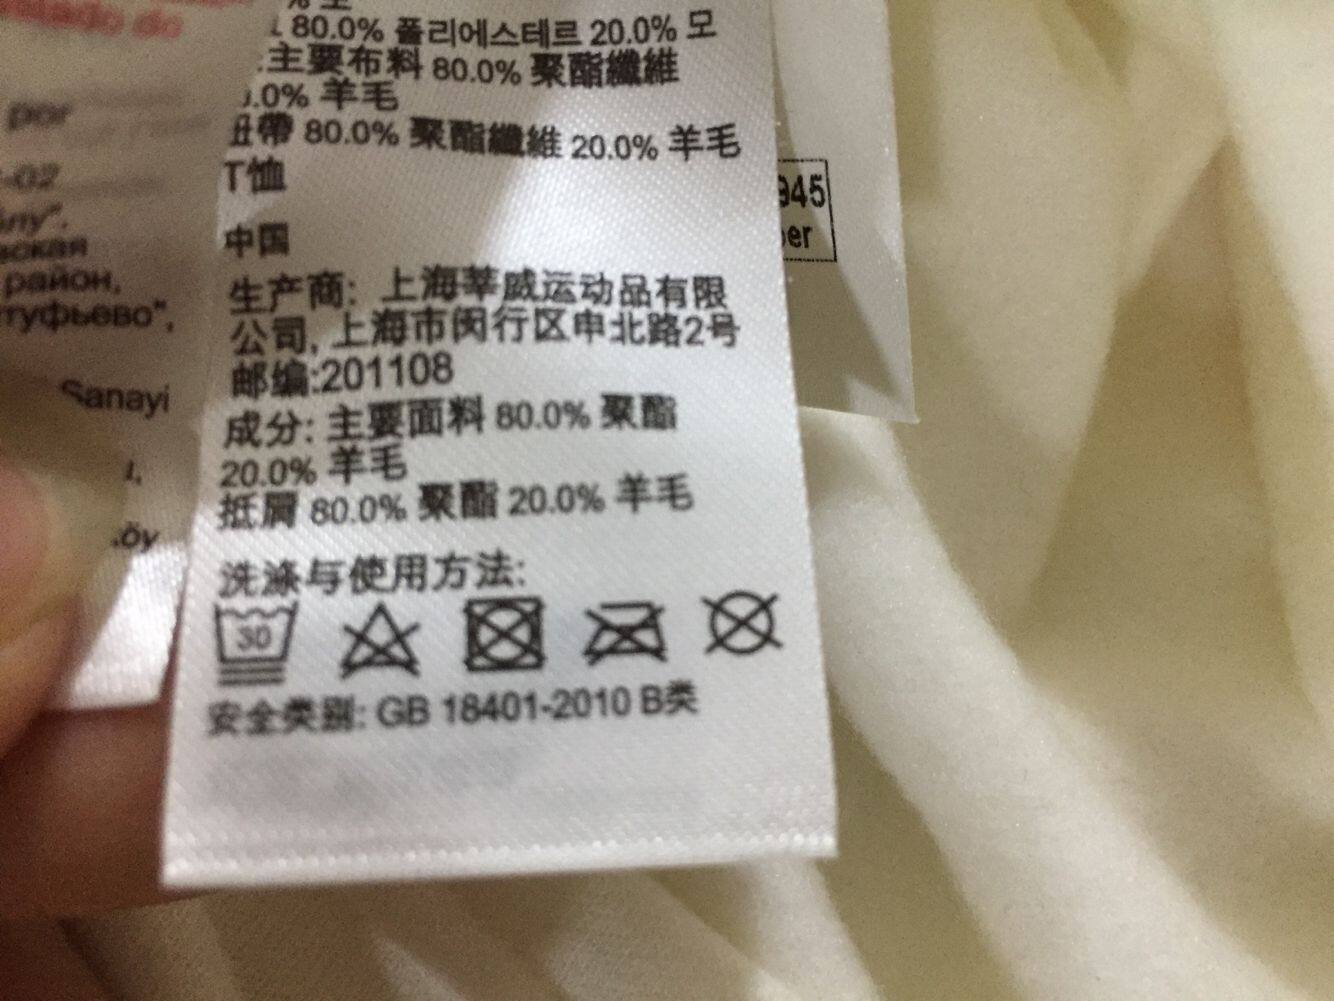 80.0% 폴리에스테르 20.0% 모
主要布料 80.0% 聚酯纖維
.0% 羊毛
80.0% 聚酯纖維 20.0% 羊毛
T恤
中国
生产商: 上海莘威运动品有限
公司, 上海市闵行区申北路2号
邮编:201108
成分: 主要面料 80.0% 聚酯
20.0% 羊毛
抵肩 80.0% 聚酯 20.0% 羊毛
洗涤与使用方法:
30
安全类别: GB 18401-2010 B类
por
-02
район,
туфьево",
Sanayi
öy
945